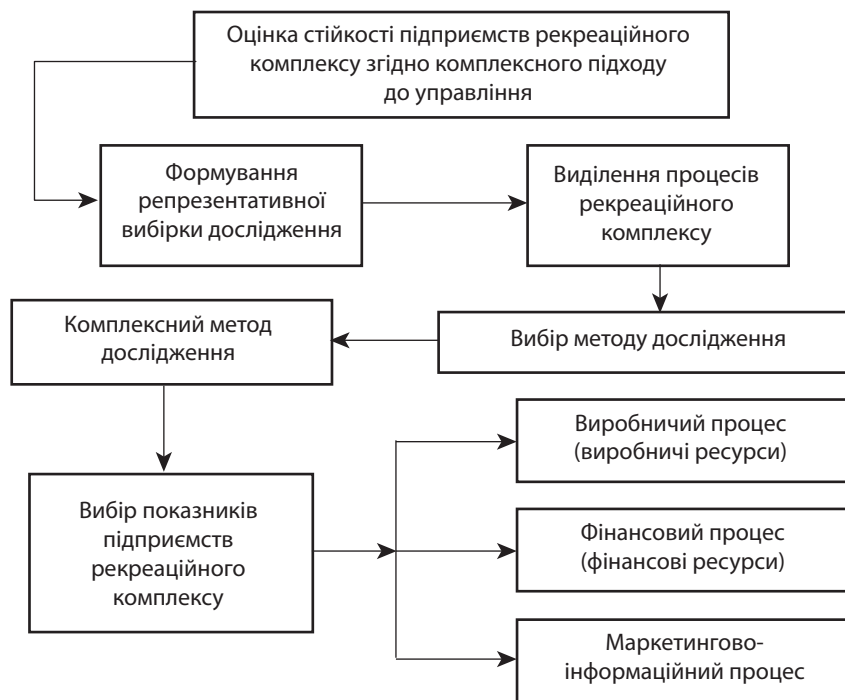 Оцінка стійкості підприємств рекреаційного
комплексу згідно комплексного підходу
до управління
Формування
репрезентативної
вибірки дослідження
Виділення процесів
рекреаційного
комплексу
Вибір методу дослідження
Комплексний метод
дослідження
Вибір показників
підприємств
рекреаційного
комплексу
Виробничий процес
(виробничі ресурси)
Фінансовий процес
(фінансові ресурси)
Маркетингово-
інформаційний процес